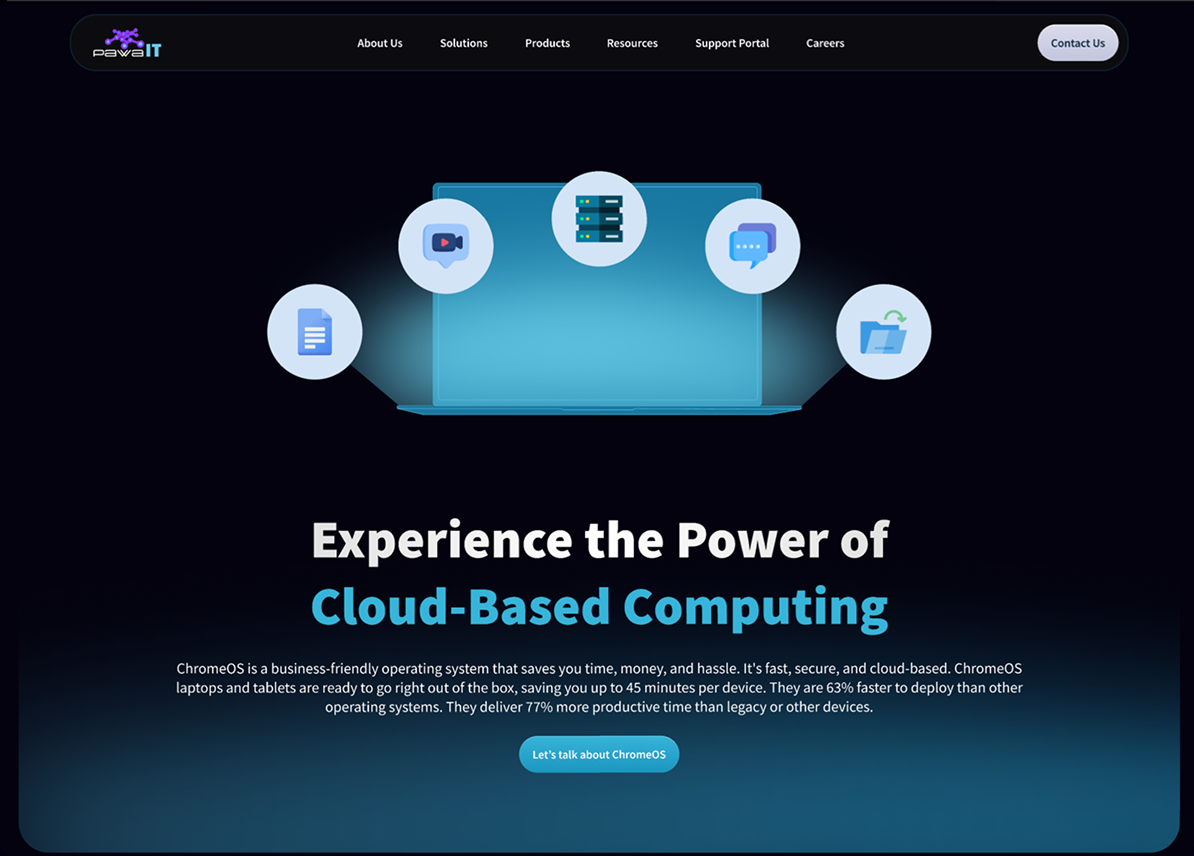 pawaIT
About Us
Solutions
Products
Resources
Support Portal
Careers
Contact Us
Experience the Power of
Cloud-Based Computing
ChromeOS is a business-friendly operating system that saves you time, money, and hassle. It's fast, secure, and cloud-based. ChromeOS
laptops and tablets are ready to go right out of the box, saving you up to 45 minutes per device. They are 63% faster to deploy than other
operating systems. They deliver 77% more productive time than legacy or other devices.
Let's talk about ChromeOS